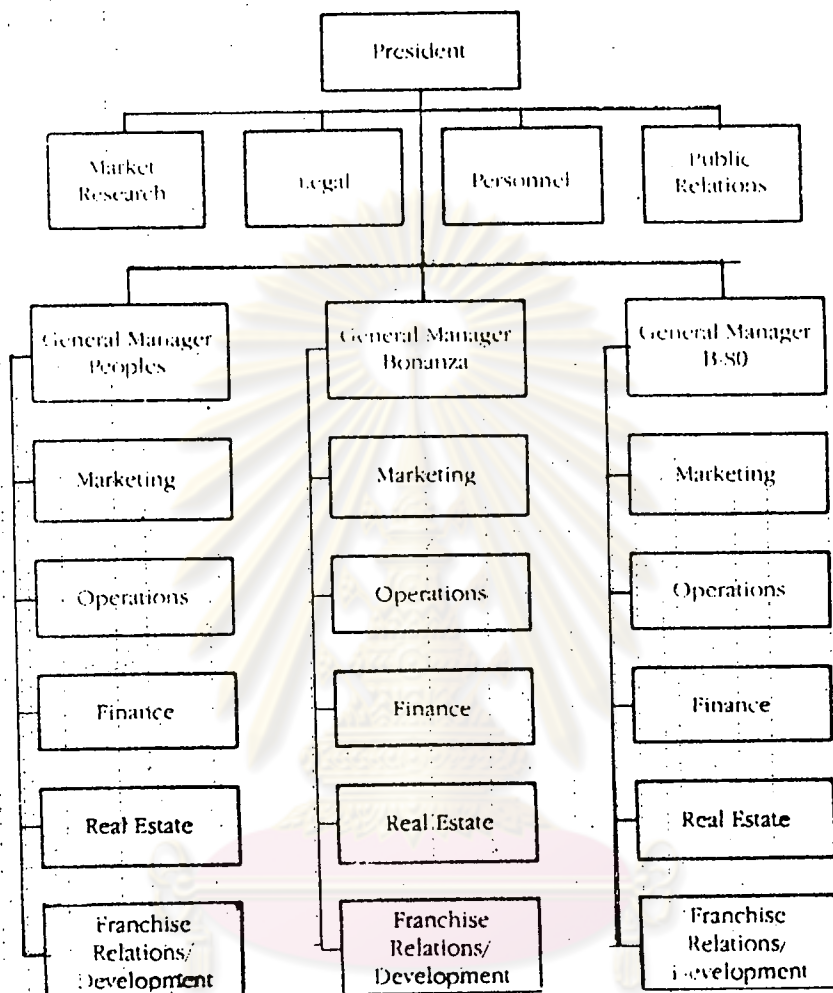 President
Market
Research
Legal
Personnel
Public
Relations
General Manager
Peoples
General Manager
Bonanza
General Manager
B-80
Marketing
Marketing
Marketing
Operations
Operations
Operations
Finance
Finance
Finance
Real Estate
Real Estate
Real Estate
Franchise
Relations/
Development
Franchise
Relations/
Development
Franchise
Relations/
Development